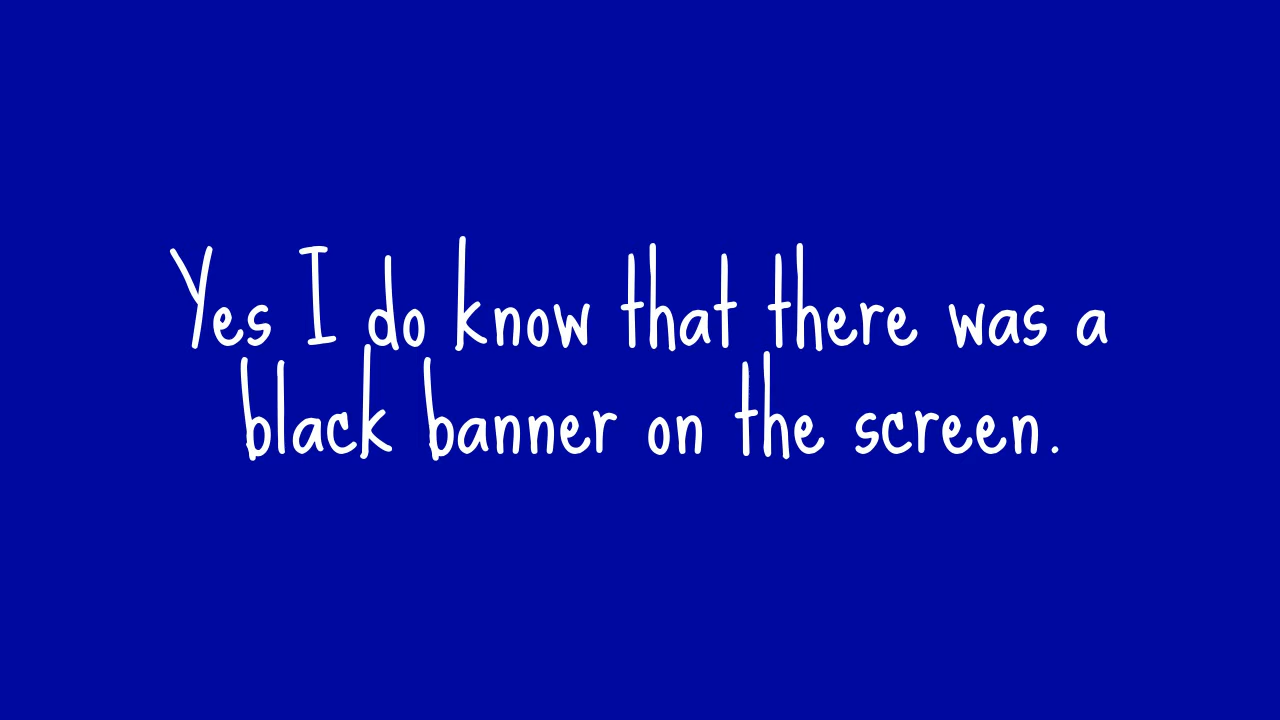 Yes I do know that there was a
black banner on the screen.